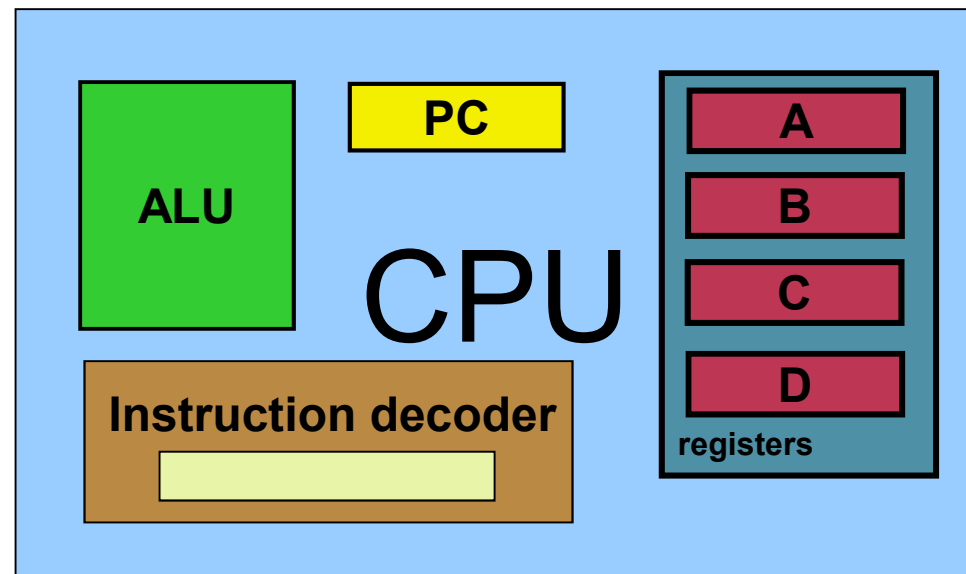 ALU
PC
CPU
Instruction decoder
A
B
C
D
registers